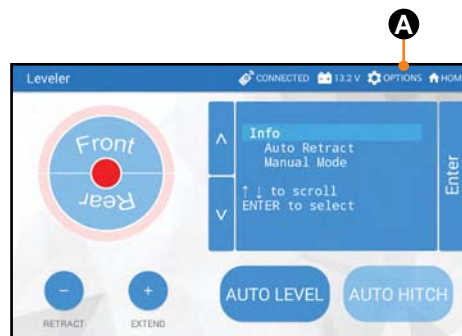 A
Leveler CONNECTED 13.2 V OPTIONS HOM
Front
Rear
Info
Auto Retract
Manual Mode
↑ ↓ to scroll
ENTER to select
Enter
- +
RETRACT EXTEND
AUTO LEVEL AUTO HITCH